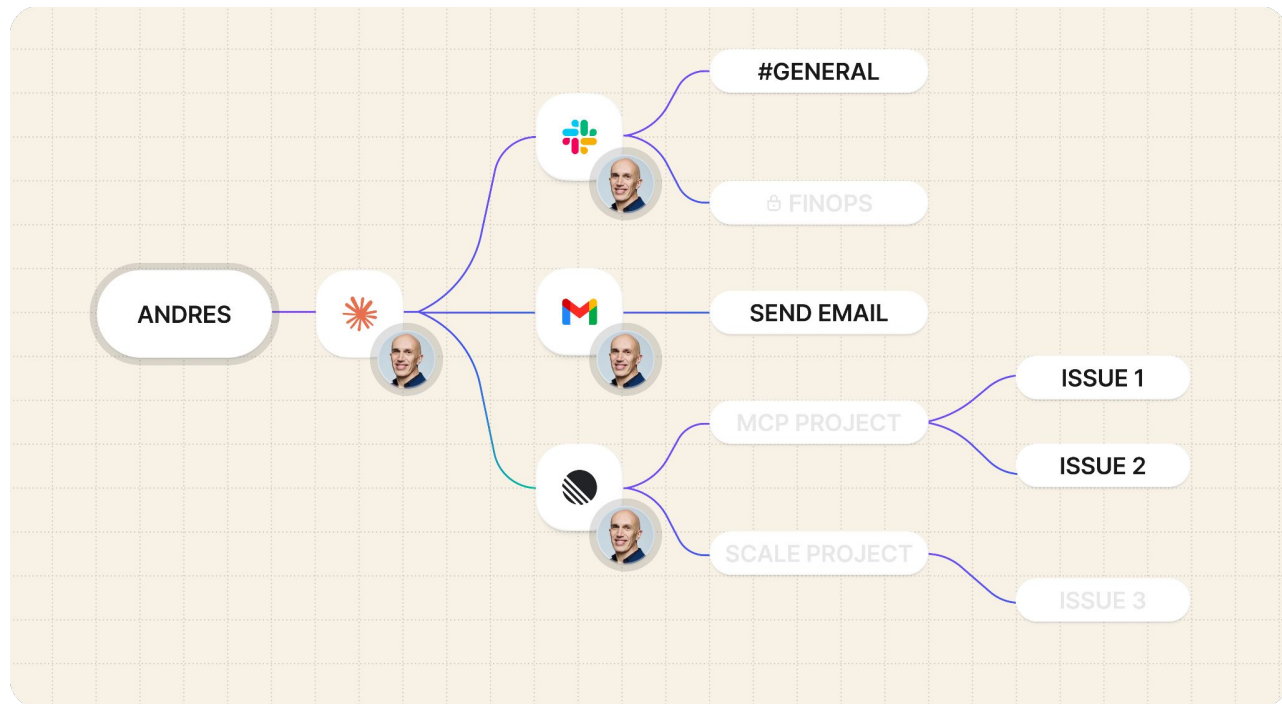 #GENERAL
FINOPS
ANDRES
SEND EMAIL
ISSUE 1
MCP PROJECT
ISSUE 2
SCALE PROJECT
ISSUE 3